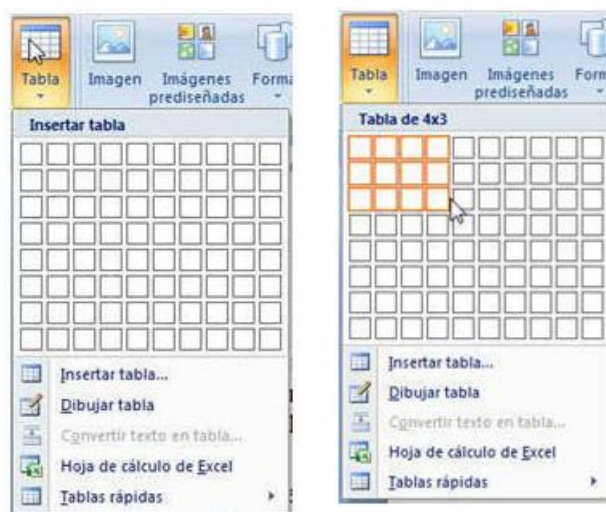 Tabla
Imagen
Imágenes
prediseñadas
Forma
Insertar tabla
Insertar tabla...
Dibujar tabla
Convertir texto en tabla...
Hoja de cálculo de Excel
Tablas rápidas
Tabla
Imagen
Imágenes
prediseñadas
Form
Tabla de 4x3
Insertar tabla...
Dibujar tabla
Convertir texto en tabla...
Hoja de cálculo de Excel
Tablas rápidas